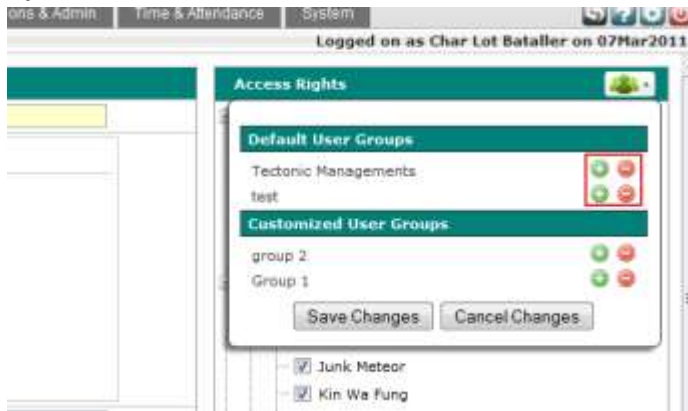 ons & Admin Time & Attendance System
Logged on as Char Lot Bataller on 07Mar2011
Access Rights
Default User Groups
Tectonic Managements
test
Customized User Groups
group 2
Group 1
Save Changes Cancel Changes
Junk Meteor
Kin Wa Fung